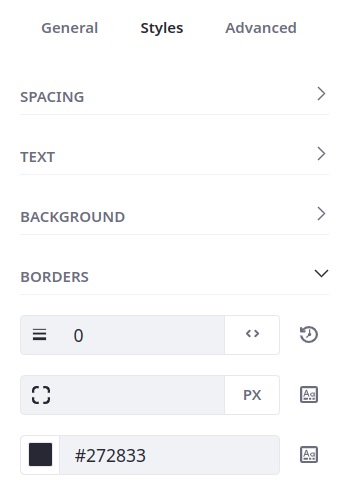 General Styles Advanced
SPACING
TEXT
BACKGROUND
BORDERS
0
PX
#272833